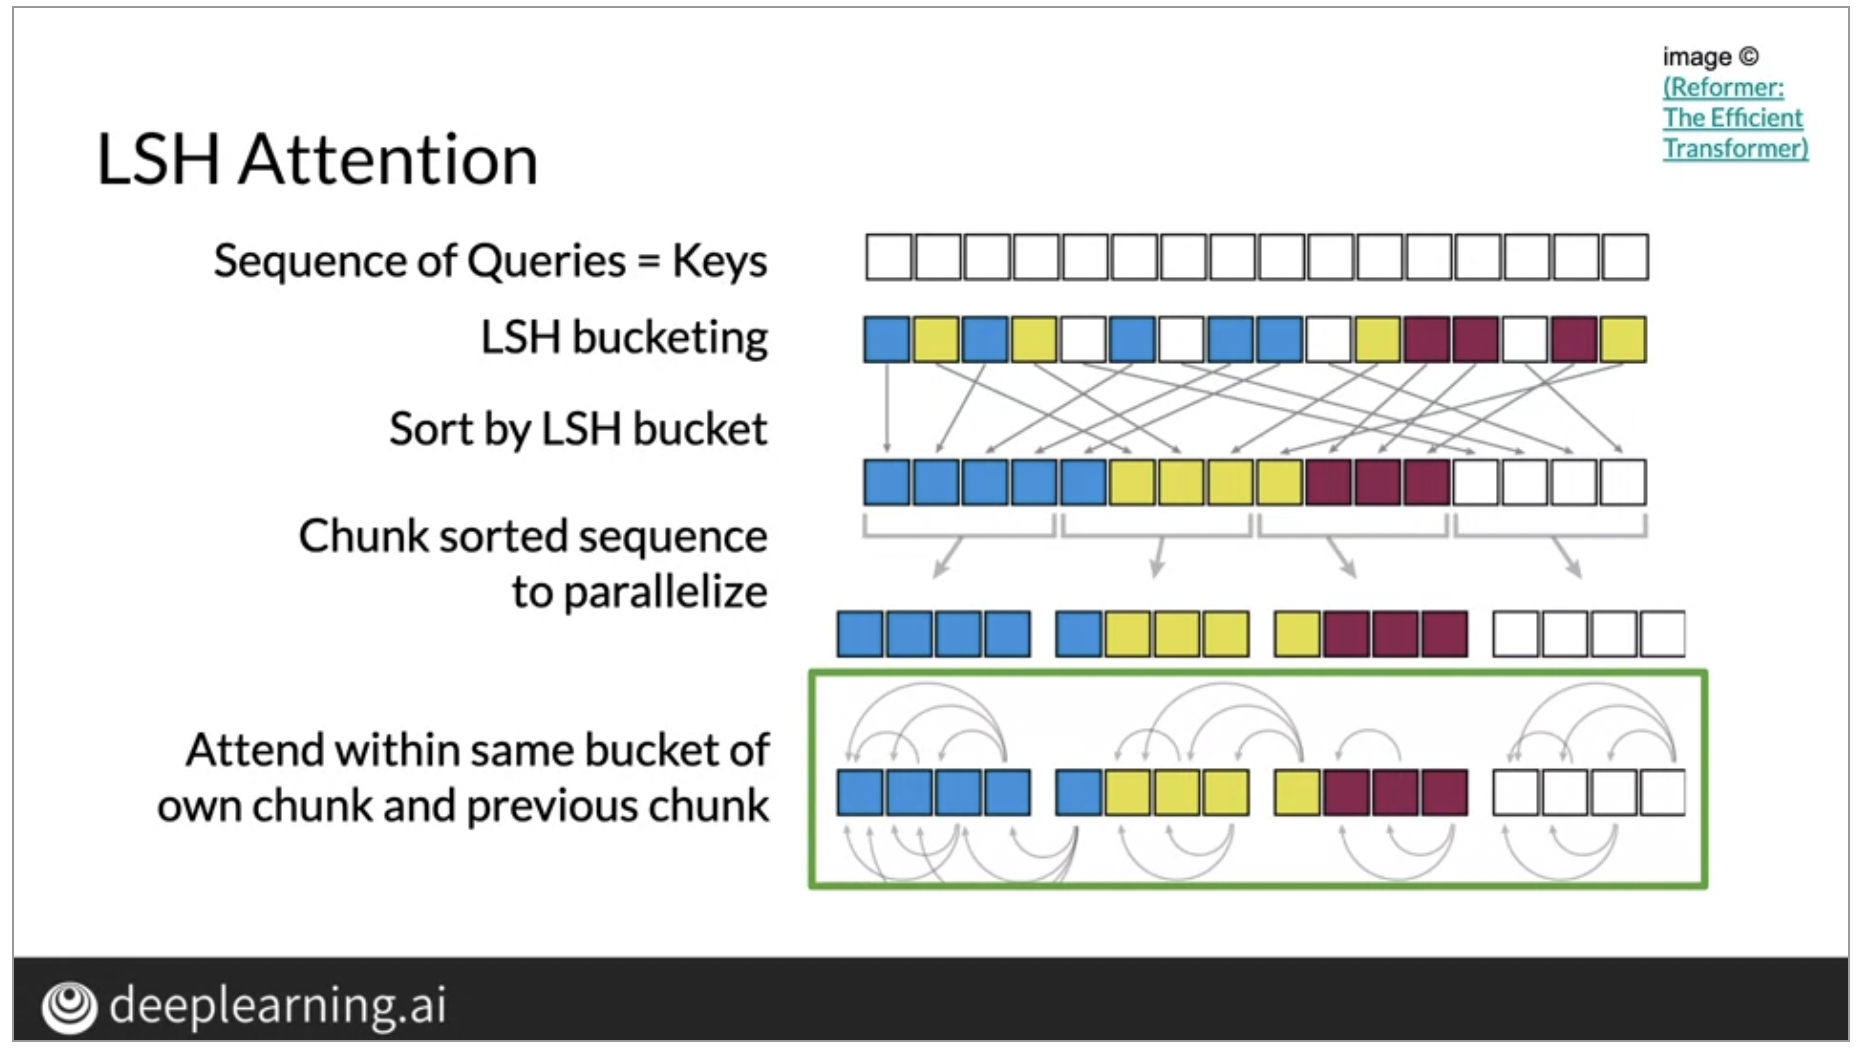 image ©
(Reformer:
The Efficient
Transformer)
LSH Attention
Sequence of Queries = Keys
LSH bucketing
Sort by LSH bucket
Chunk sorted sequence
to parallelize
Attend within same bucket of
own chunk and previous chunk
deeplearning.ai